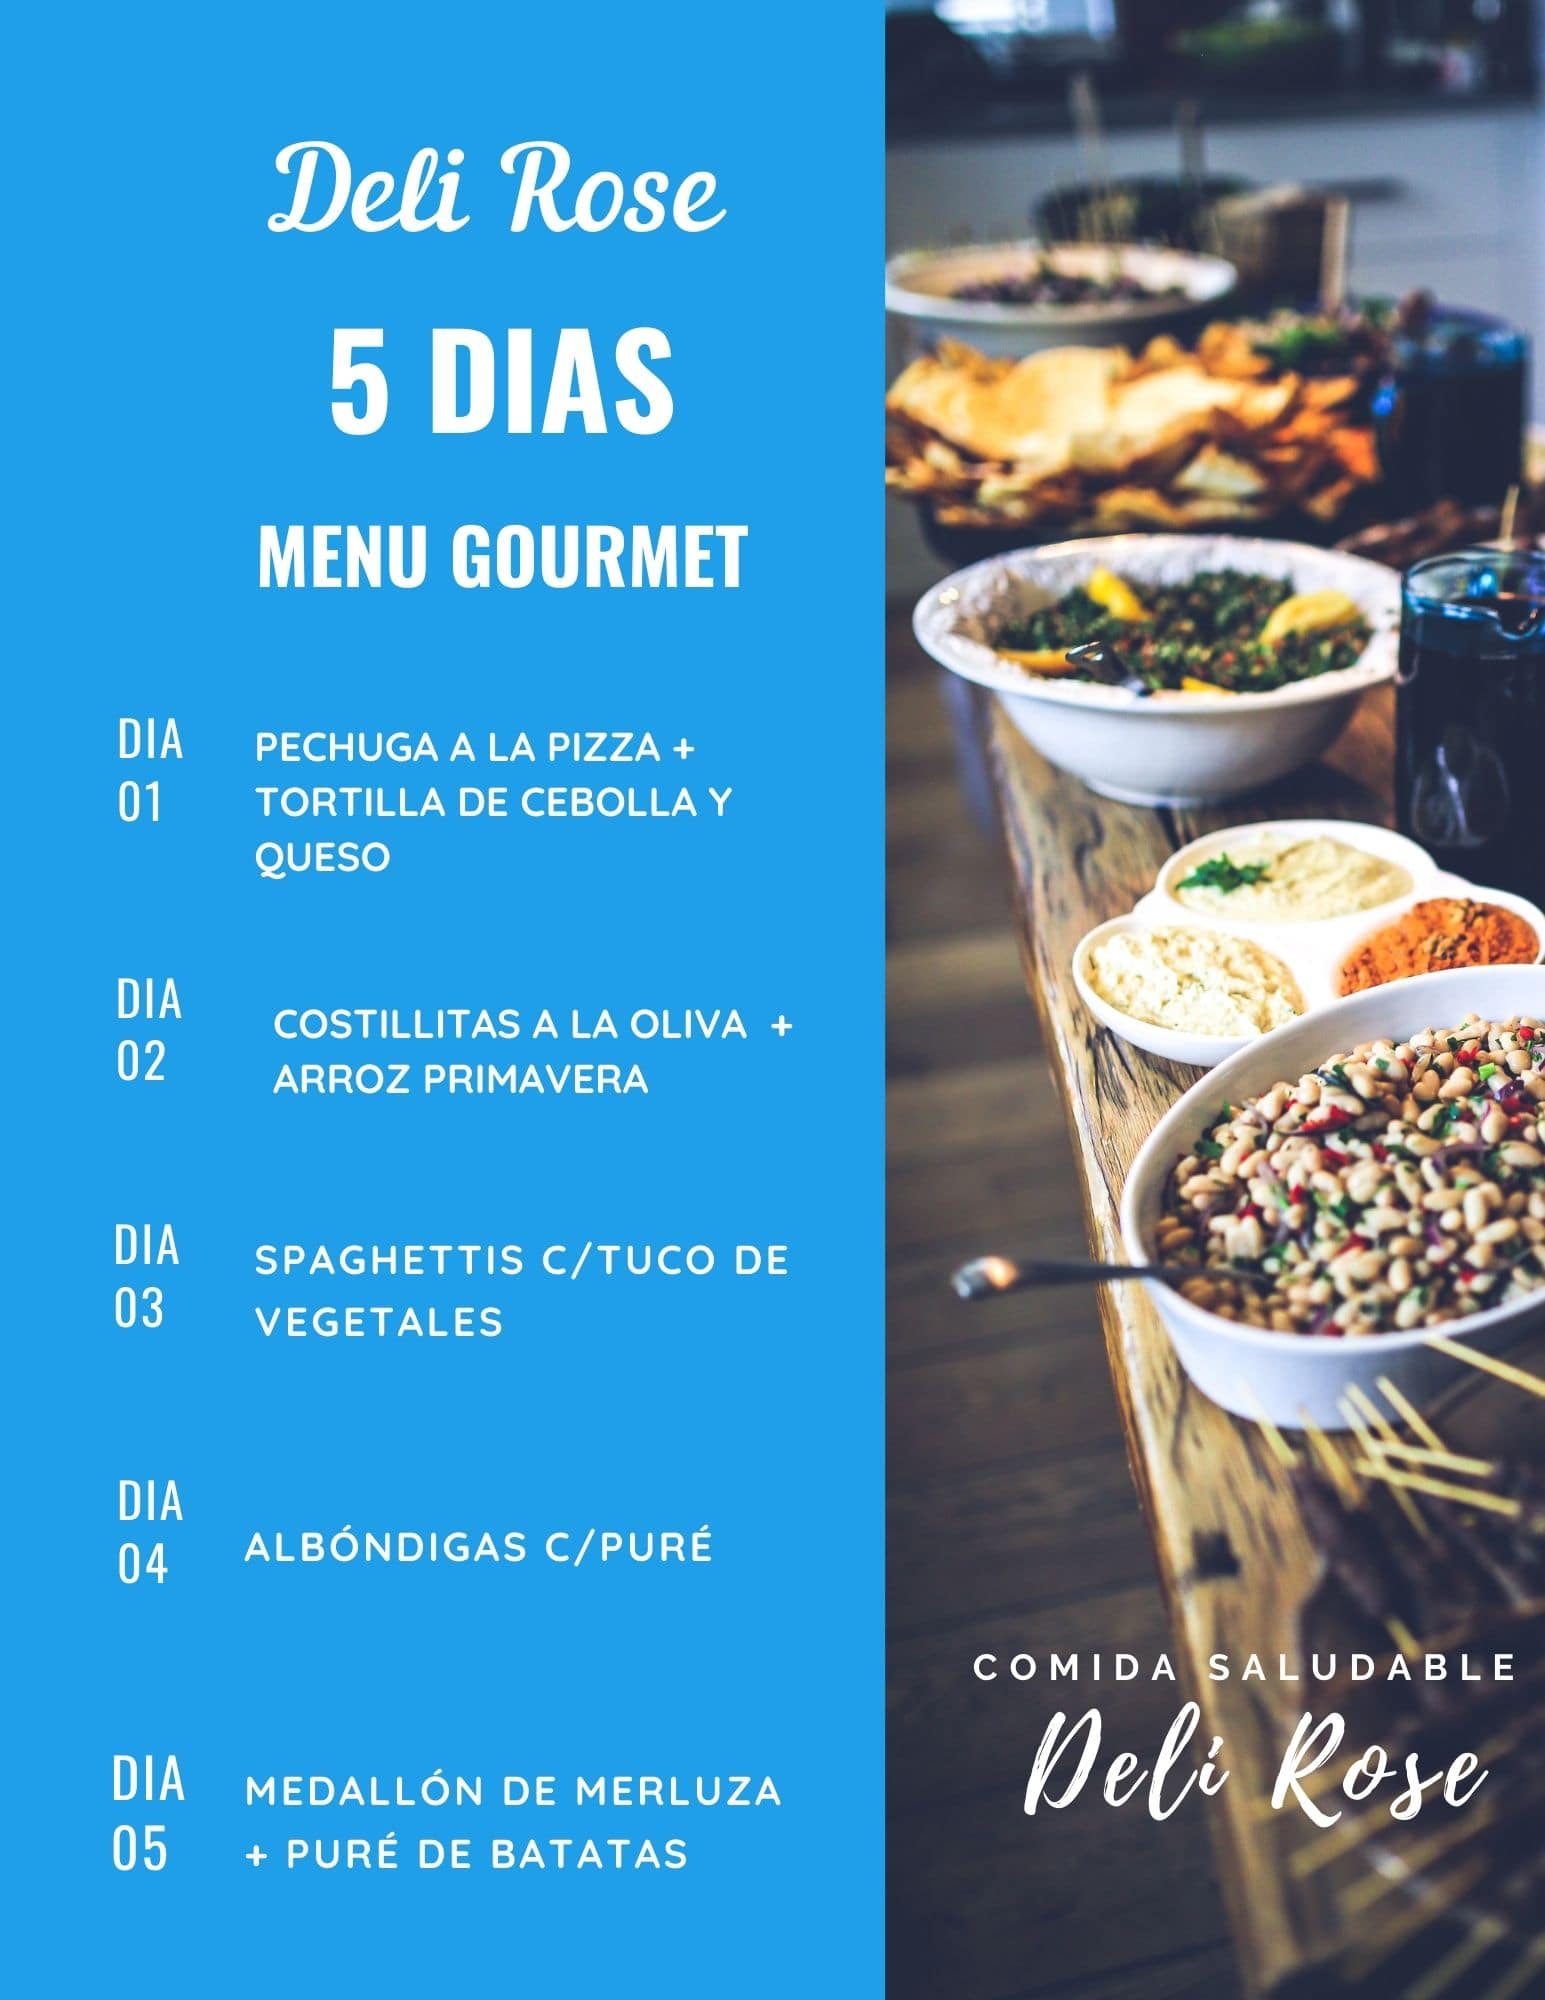 Deli Rose
5 DIAS
MENU GOURMET
DIA
01
PECHUGA A LA PIZZA +
TORTILLA DE CEBOLLA Y
QUESO
DIA
02
COSTILLITAS A LA OLIVA +
ARROZ PRIMAVERA
DIA
03
SPAGHETTIS C/TUCO DE
VEGETALES
DIA
04
ALBÓNDIGAS C/PURÉ
DIA
05
MEDALLÓN DE MERLUZA
+ PURÉ DE BATATAS
COMIDA SALUDABLE
Deli Rose